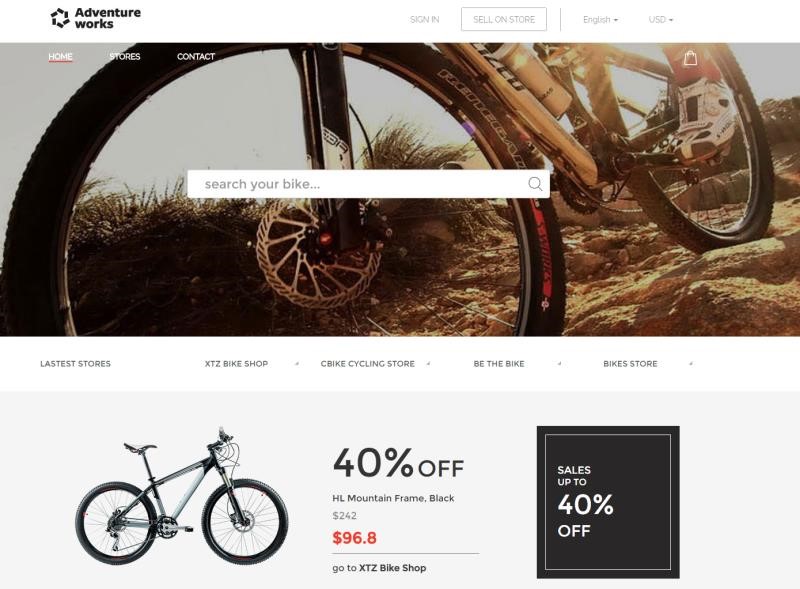 Adventure
works
SIGN IN
SELL ON STORE
English
USD
HOME
STORES
CONTACT
search your bike...
LASTEST STORES
XTZ BIKE SHOP
CBIKE CYCLING STORE
BE THE BIKE
BIKES STORE
40% OFF
HL Mountain Frame, Black
$242
$96.8
go to XTZ Bike Shop
SALES
UP TO
40%
OFF